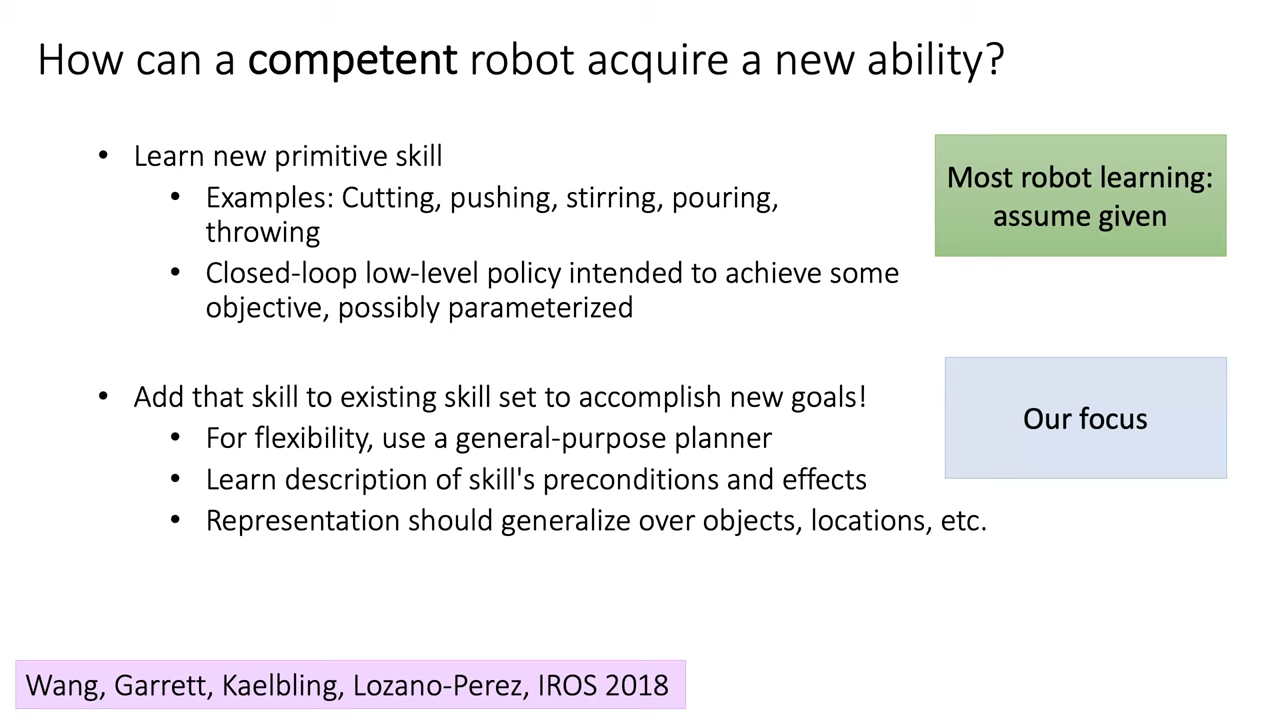 How can a competent robot acquire a new ability?
• Learn new primitive skill
• Examples: Cutting, pushing, stirring, pouring,
throwing
• Closed-loop low-level policy intended to achieve some
objective, possibly parameterized
Most robot learning:
assume given
• Add that skill to existing skill set to accomplish new goals!
• For flexibility, use a general-purpose planner
• Learn description of skill's preconditions and effects
• Representation should generalize over objects, locations, etc.
Our focus
Wang, Garrett, Kaelbling, Lozano-Perez, IROS 2018